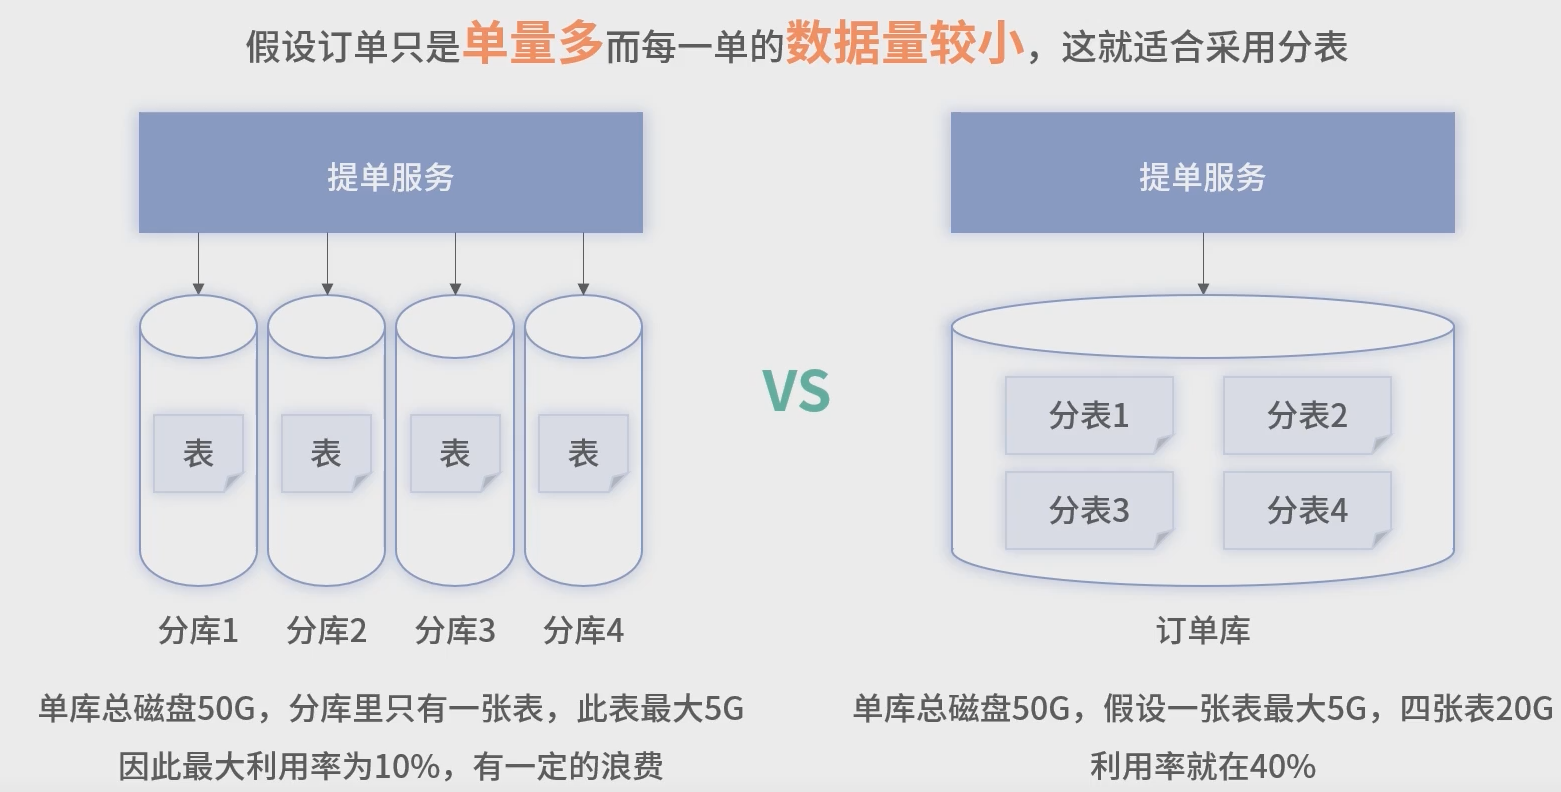 假设订单只是单量多而每一单的数据量较小，这就适合采用分表
提单服务
表
表
表
表
分库1
分库2
分库3
分库4
单库总磁盘50G，分库里只有一张表，此表最大5G
因此最大利用率为10%，有一定的浪费
VS
提单服务
分表1
分表2
分表3
分表4
订单库
单库总磁盘50G，假设一张表最大5G，四张表20G
利用率就在40%